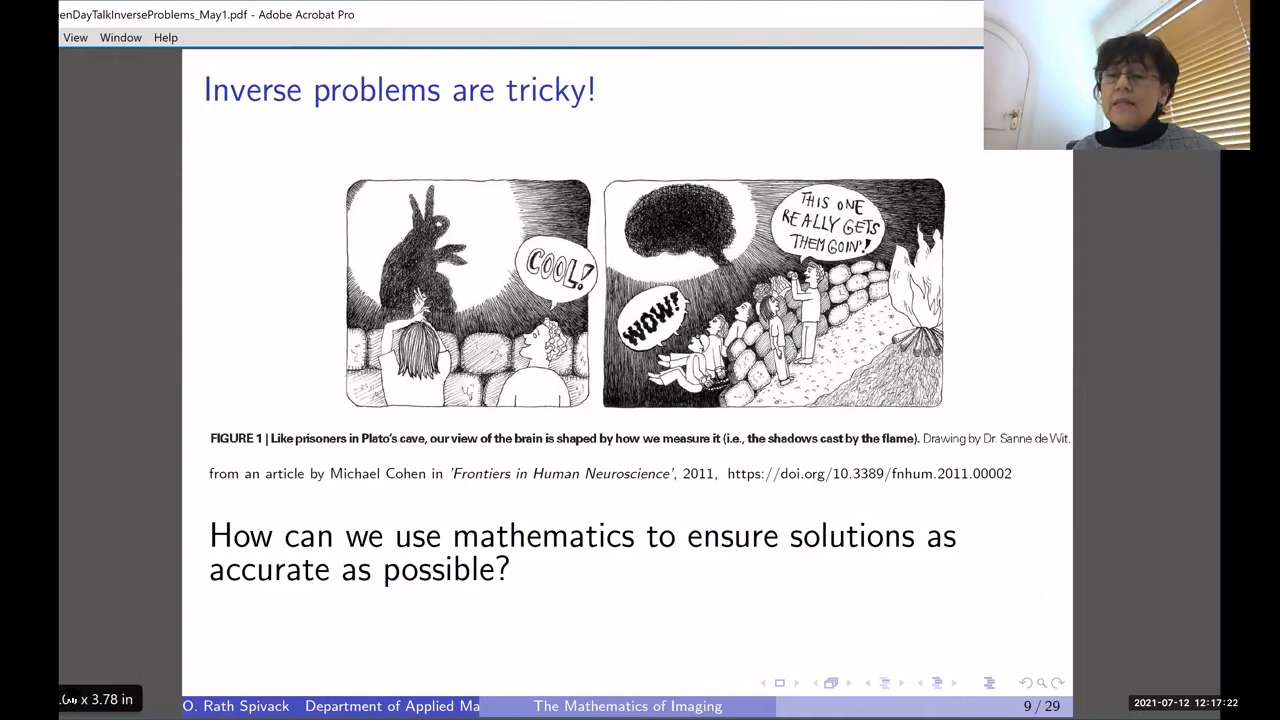 enDayTalkInverseProblems_May1.pdf - Adobe Acrobat Pro
View Window Help
Inverse problems are tricky!
COOL!
THIS ONE
REALLY GETS
THEM GOIN'!
WOW!
FIGURE 1 | Like prisoners in Plato's cave, our view of the brain is shaped by how we measure it (i.e., the shadows cast by the flame). Drawing by Dr. Sanne de Wit.
from an article by Michael Cohen in 'Frontiers in Human Neuroscience', 2011, https://doi.org/10.3389/fnhum.2011.00002
How can we use mathematics to ensure solutions as
accurate as possible?
x 3.78 in
O. Rath Spivack Department of Applied Ma The Mathematics of Imaging 9 / 29
2021-07-12 12:17:22